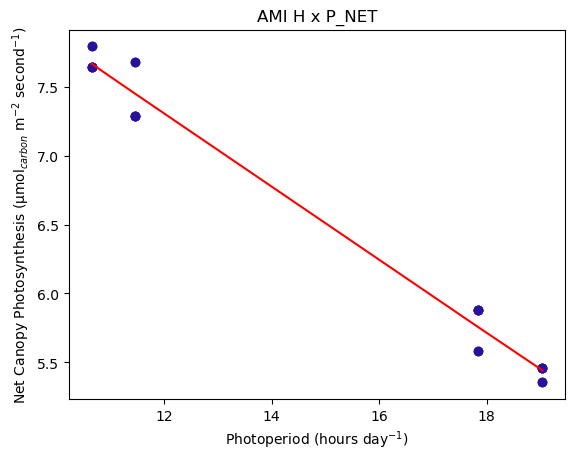 AMI H x P_NET
Net Canopy Photosynthesis (µmol$_{carbon}$ m$^{-2}$ second$^{-1}$)
7.5
7.0
6.5
6.0
5.5
12 14 16 18
Photoperiod (hours day$^{-1}$)